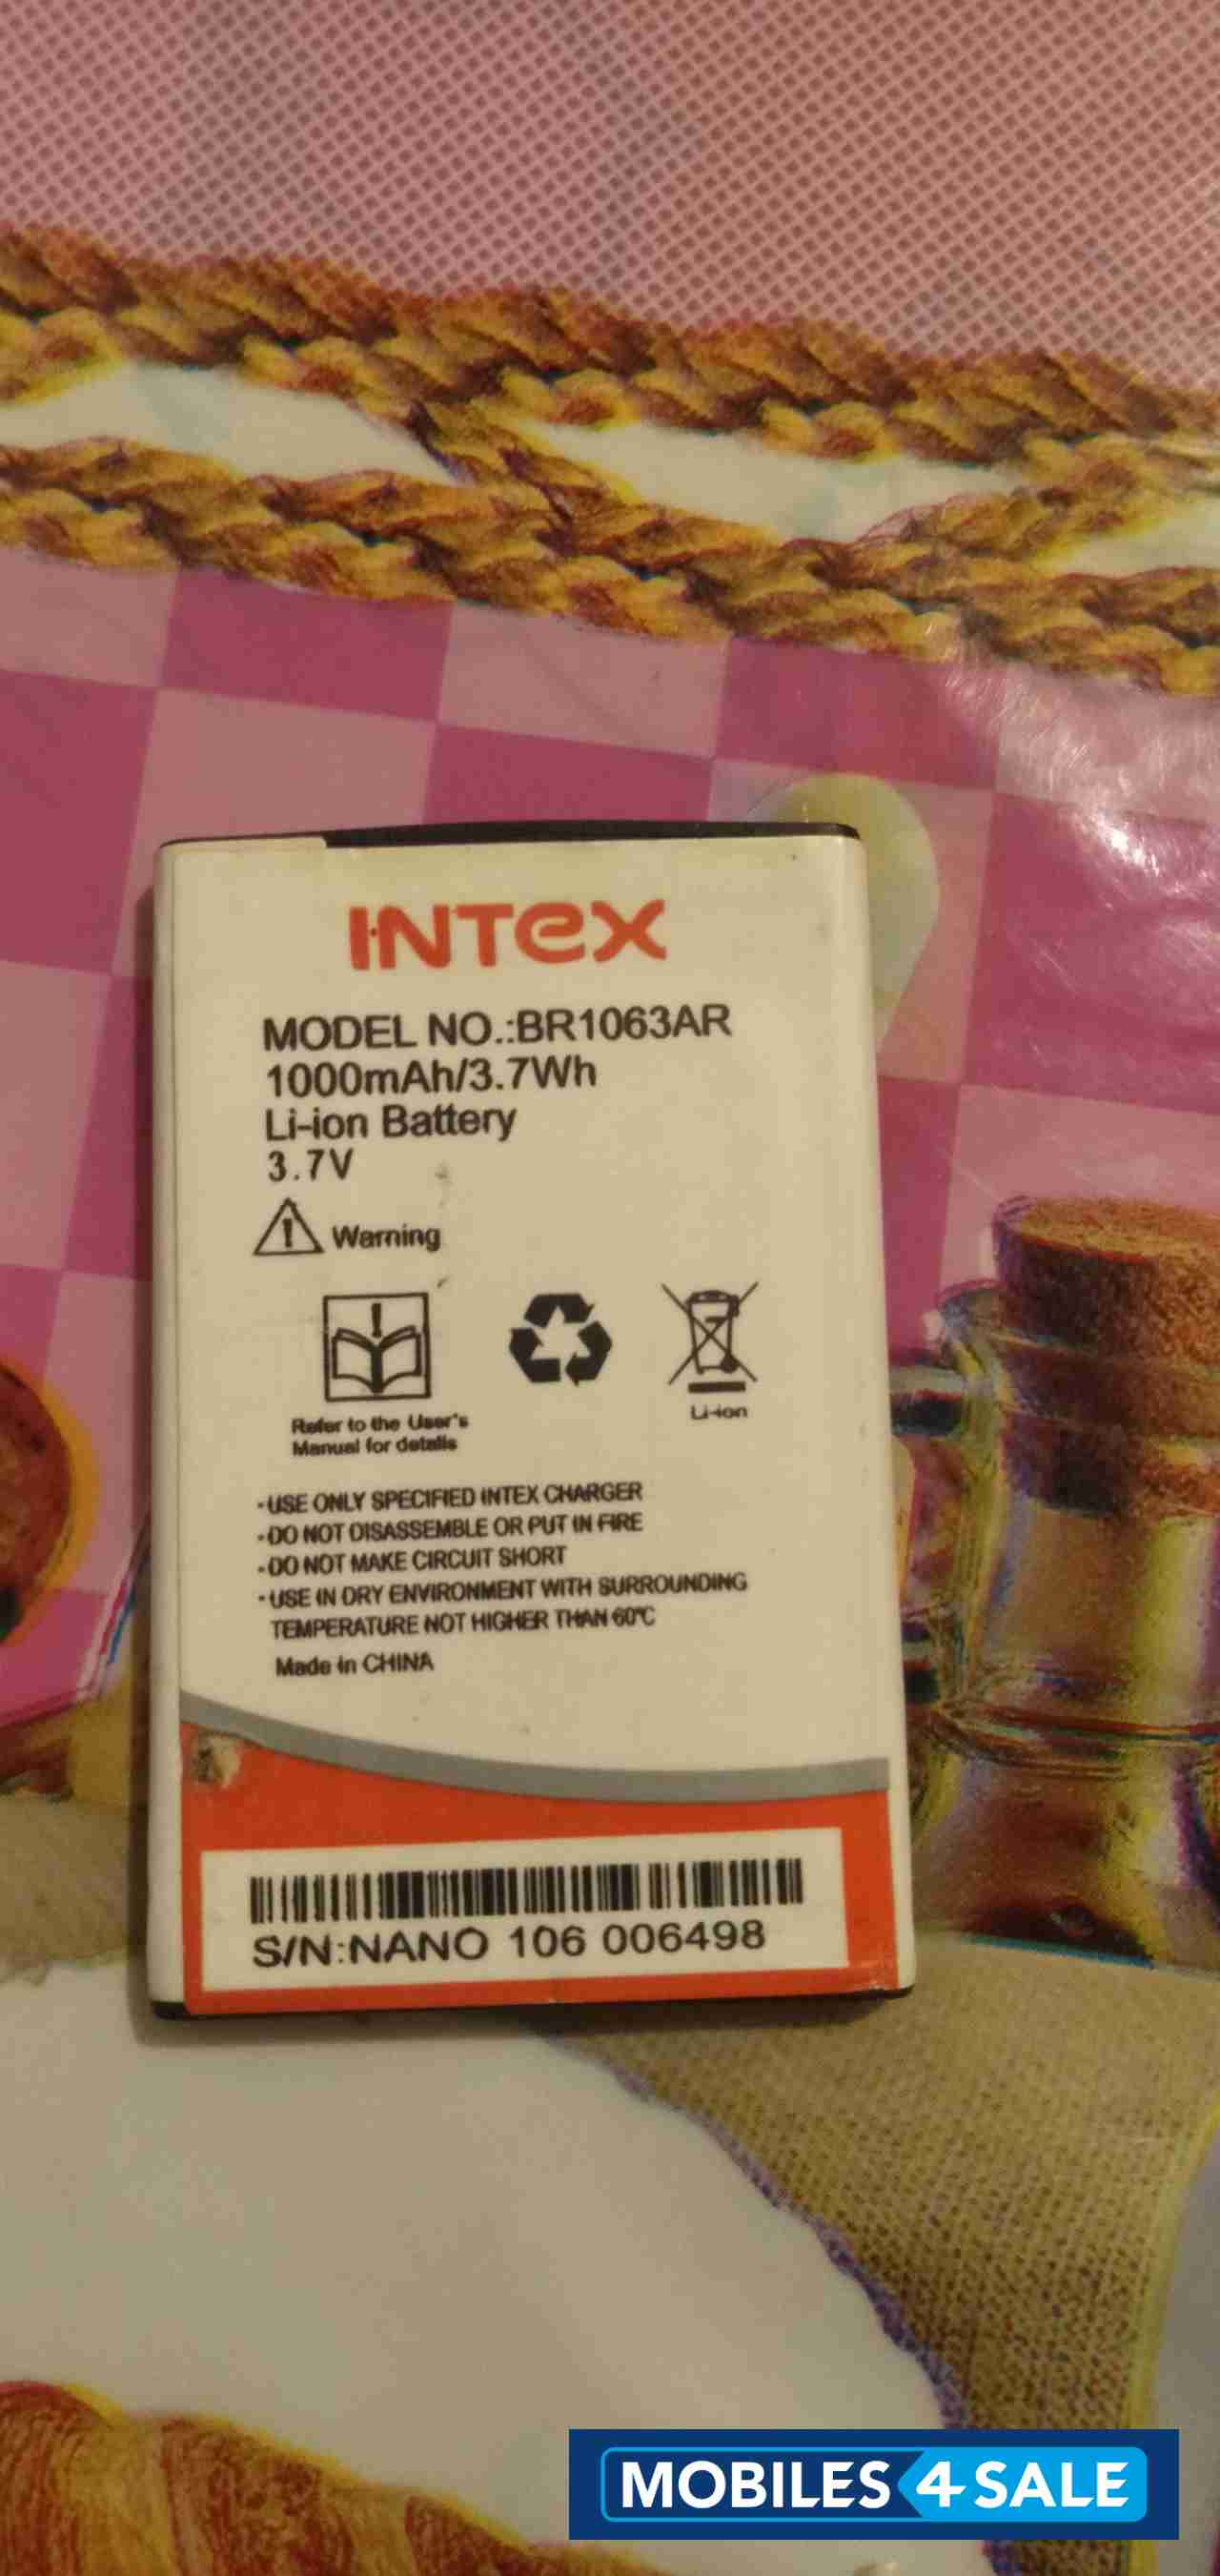 INTEX
MODEL NO.:BR1063AR
1000mAh/3.7Wh
Li-ion Battery
3.7V
Warning
Refer to the User's
Manual for details
Li-ion
-USE ONLY SPECIFIED INTEX CHARGER
-DO NOT DISASSEMBLE OR PUT IN FIRE
-DO NOT MAKE CIRCUIT SHORT
-USE IN DRY ENVIRONMENT WITH SURROUNDING
TEMPERATURE NOT HIGHER THAN 60℃
Made in CHINA
S/N:NANO 106 006498
MOBILES 4 SALE